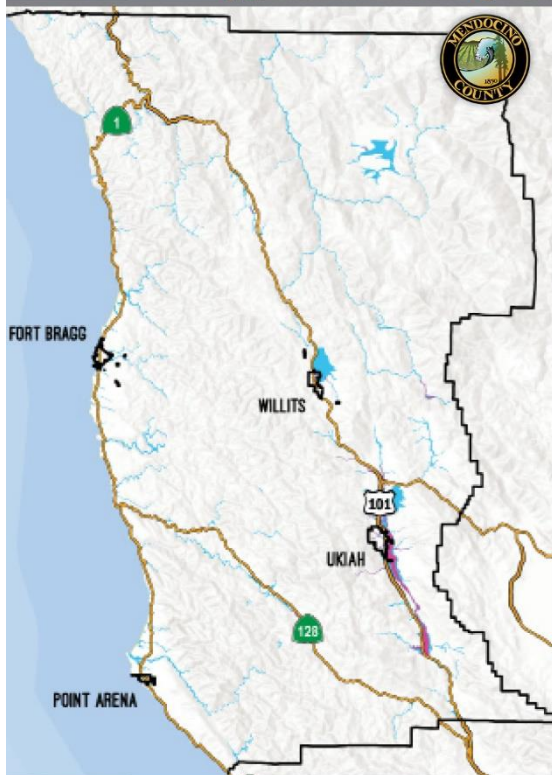 MENDOCINO
COUNTY
1850
1
FORT BRAGG
WILLITS
101
UKIAH
128
POINT ARENA